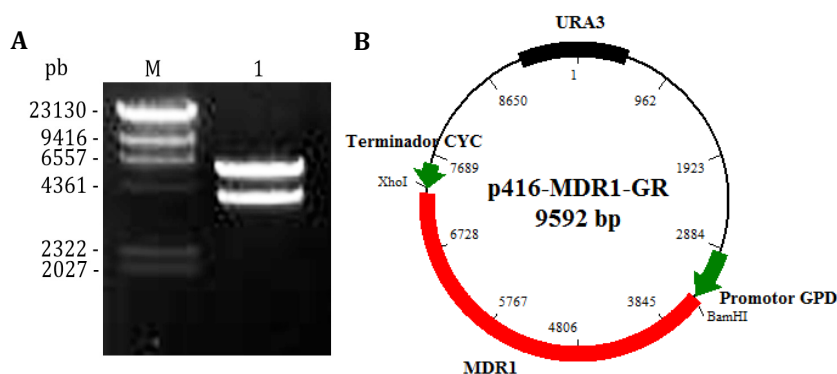 A
pb
M
1
23130 -
9416 -
6557 -
4361 -
2322 -
2027 -
B
URA3
1
8650
962
Terminador CYC
7689
1923
XhoI
p416-MDR1-GR
9592 bp
6728
2884
Promotor GPD
5767
3845
BamHI
4806
MDR1